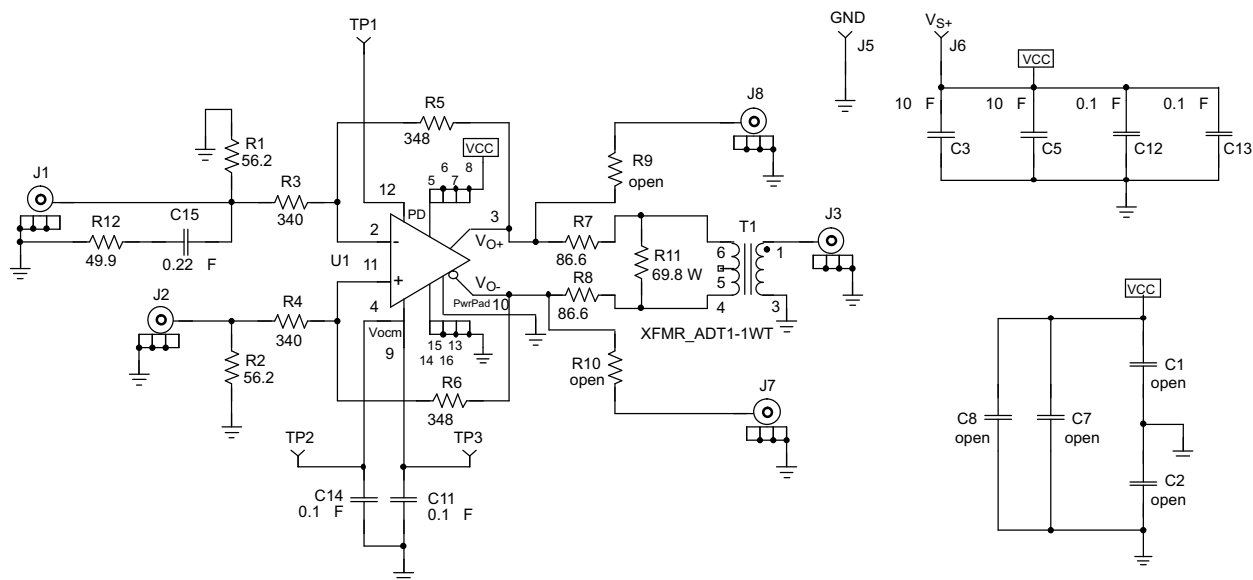 TP1
GND
J5
VS+
J6
VCC
10 F
C3
10 F
C5
0.1 F
C12
0.1 F
C13
J8
R5
348
VCC
R1
56.2
R9
open
J1
R3
340
12
PD
5
6
7
8
3
VO+
R7
86.6
T1
J3
R12
49.9
C15
0.22 F
2
-
U1
11
+
R11
69.8 W
6
5
4
1
3
R8
86.6
VO-
PwrPad
10
J2
R4
340
4
Vocm
9
15 13
14 16
XFMR_ADT1-1WT
R2
56.2
R6
348
R10
open
J7
TP2
TP3
C14
0.1 F
C11
0.1 F
VCC
C1
open
C8
open
C7
open
C2
open